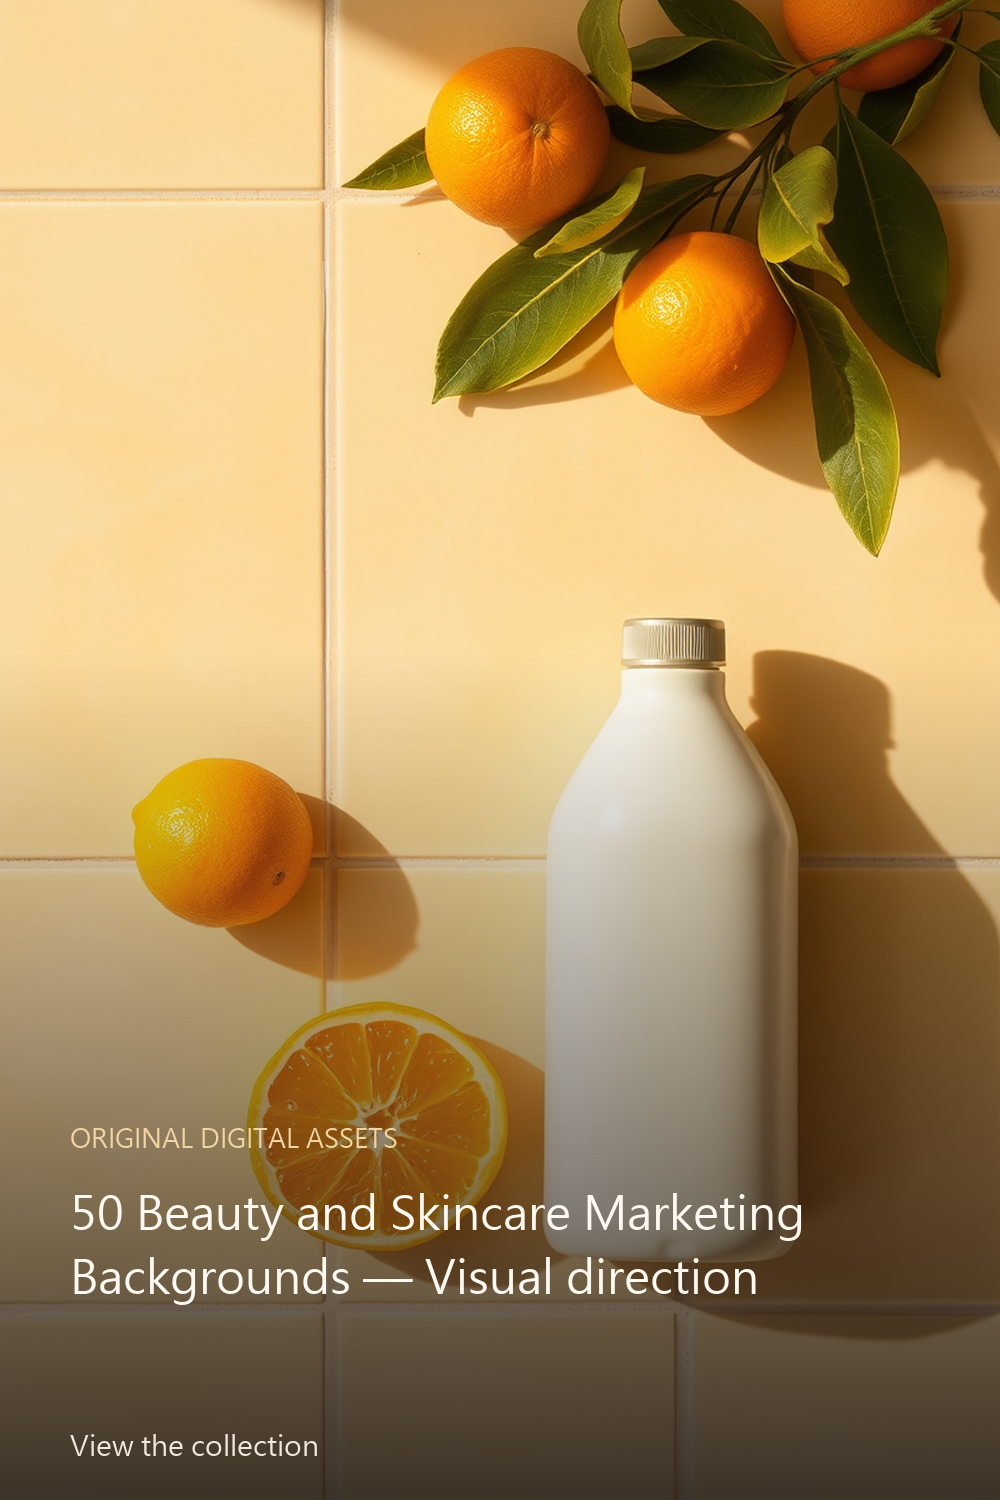 ORIGINAL DIGITAL ASSETS
50 Beauty and Skincare Marketing
Backgrounds — Visual direction
View the collection